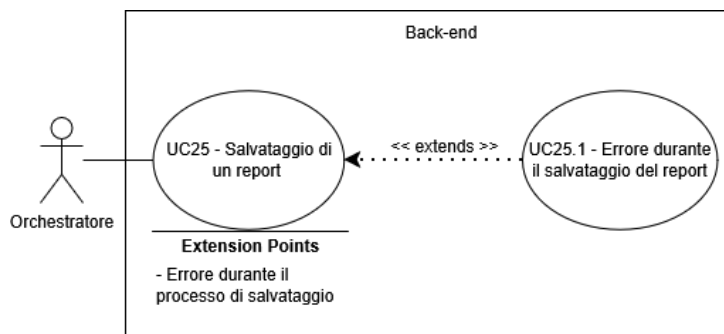 Back-end
UC25 - Salvataggio di
un report
<< extends >>
UC25.1 - Errore durante
il salvataggio del report
Orchestratore
Extension Points
- Errore durante il
processo di salvataggio